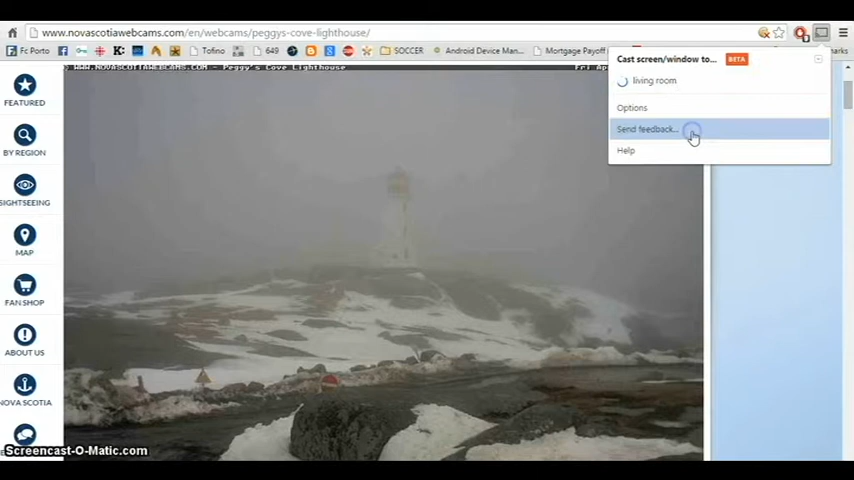 www.novascotiawebcams.com/en/webcams/peggys-cove-lighthouse/
Fc Porto
Tofino
649
SOCCER
Android Device Man...
Mortgage Payoff
FEATURED
BY REGION
SIGHTSEEING
MAP
FAN SHOP
ABOUT US
NOVA SCOTIA
© WWW.NOVASCOTIAWEBCAMS.COM - Peggy's Cove Lighthouse
Fri Ap
Cast screen/window to...
BETA
living room
Options
Send feedback...
Help
Screencast-O-Matic.com